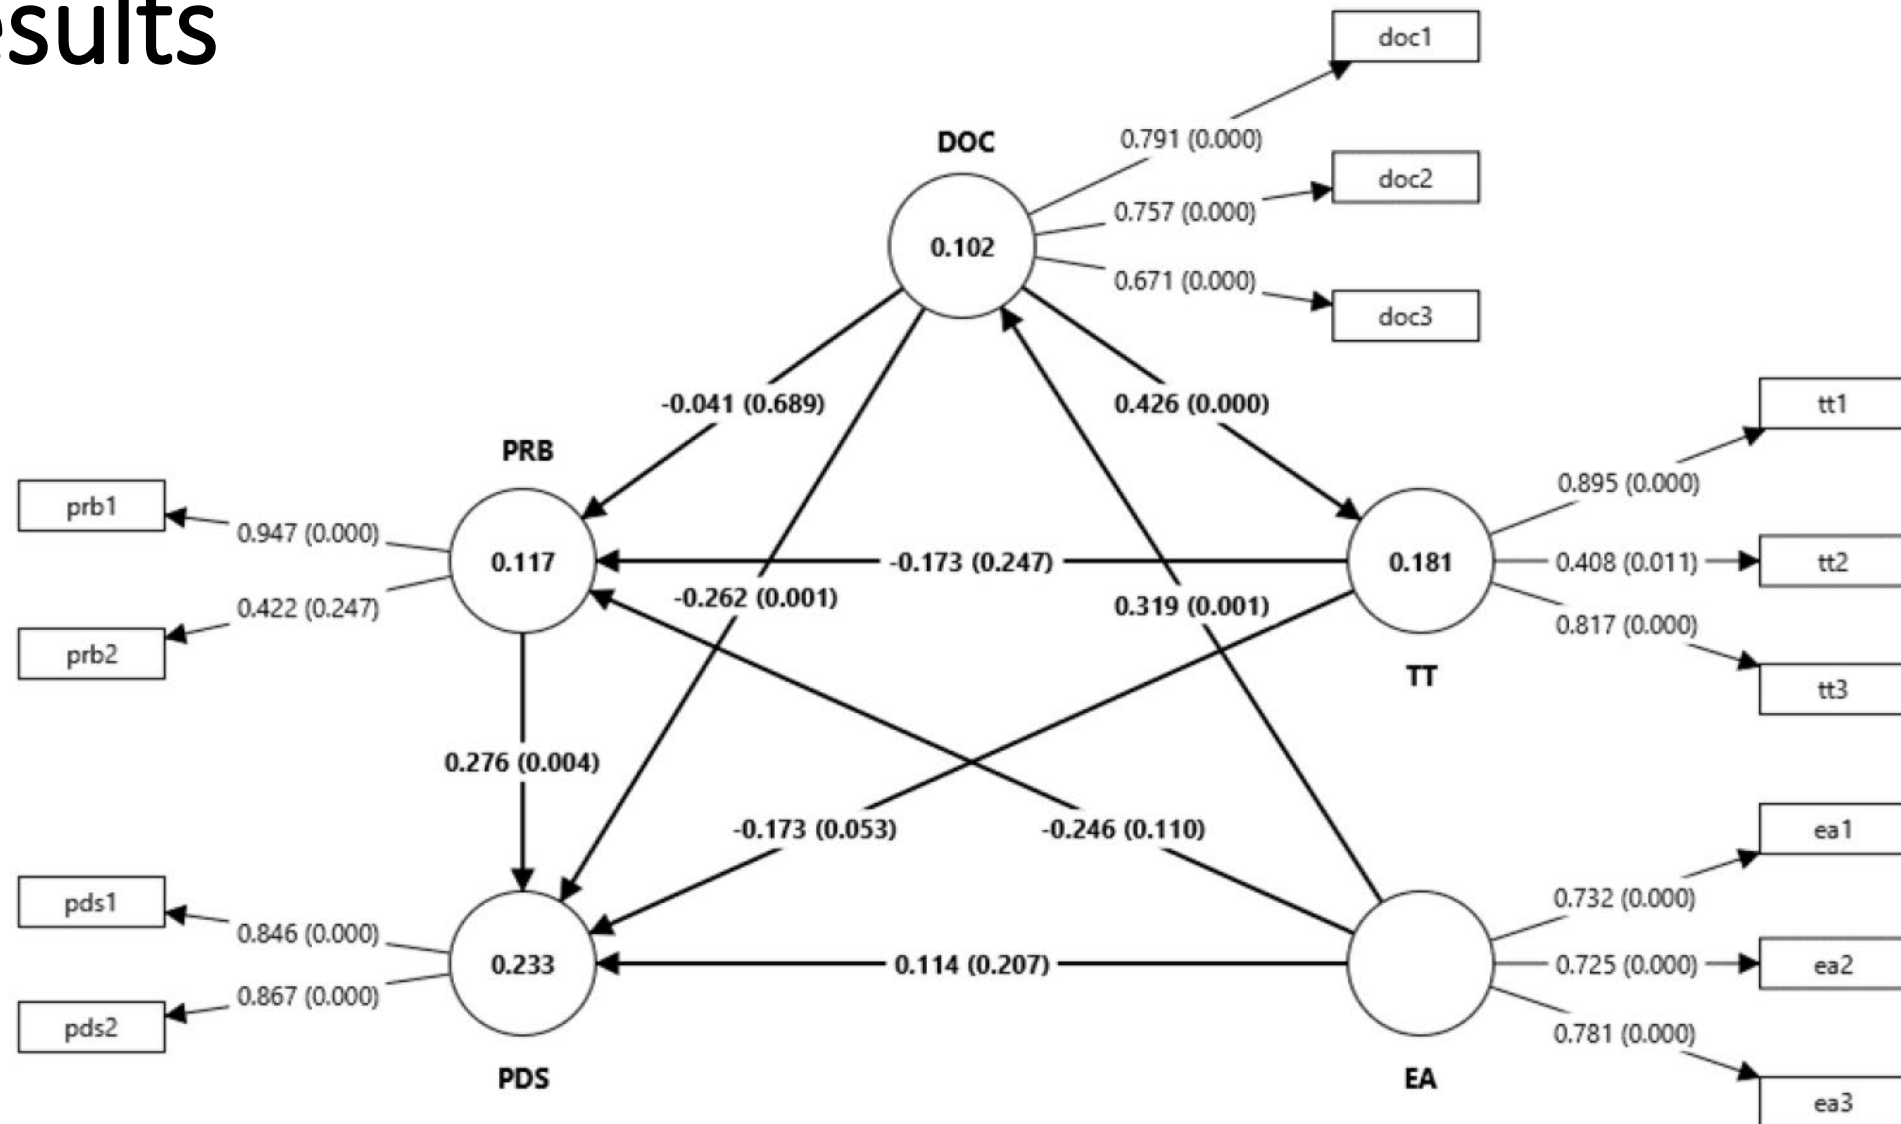 esults
doc1
0.791 (0.000)
DOC
doc2
0.757 (0.000)
0.102
0.671 (0.000)
doc3
-0.041 (0.689)
0.426 (0.000)
tt1
PRB
0.895 (0.000)
prb1
0.947 (0.000)
0.117
-0.173 (0.247)
0.181
0.408 (0.011)
tt2
-0.262 (0.001)
0.319 (0.001)
0.422 (0.247)
0.817 (0.000)
prb2
TT
tt3
0.276 (0.004)
-0.173 (0.053)
-0.246 (0.110)
ea1
pds1
0.732 (0.000)
0.846 (0.000)
0.233
0.114 (0.207)
0.725 (0.000)
ea2
0.867 (0.000)
pds2
0.781 (0.000)
PDS
EA
ea3